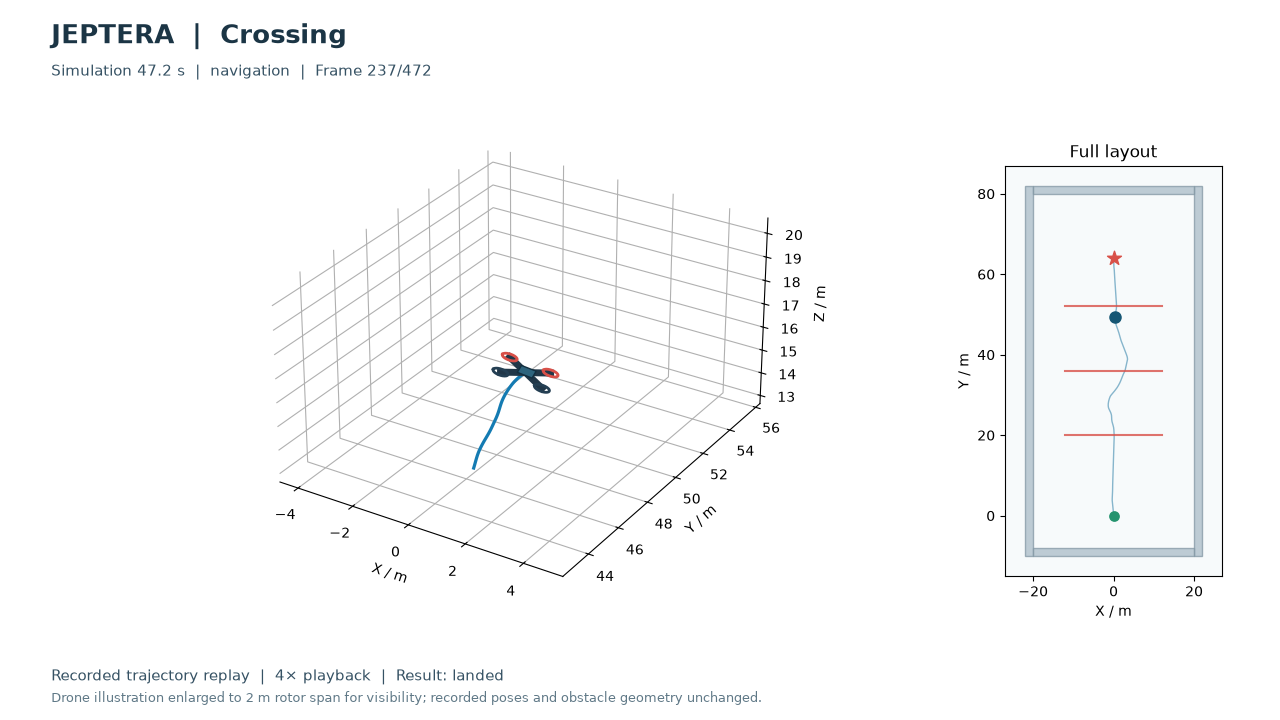 JEPTERA | Crossing
Simulation 47.2 s | navigation | Frame 237/472
20
19
18
17
16
15
14
13
Z / m
56
54
52
50
48
46
44
Y / m
−4
−2
0
2
4
X / m
Full layout
80
60
40
20
0
Y / m
−20
0
20
X / m
Recorded trajectory replay | 4× playback | Result: landed
Drone illustration enlarged to 2 m rotor span for visibility; recorded poses and obstacle geometry unchanged.